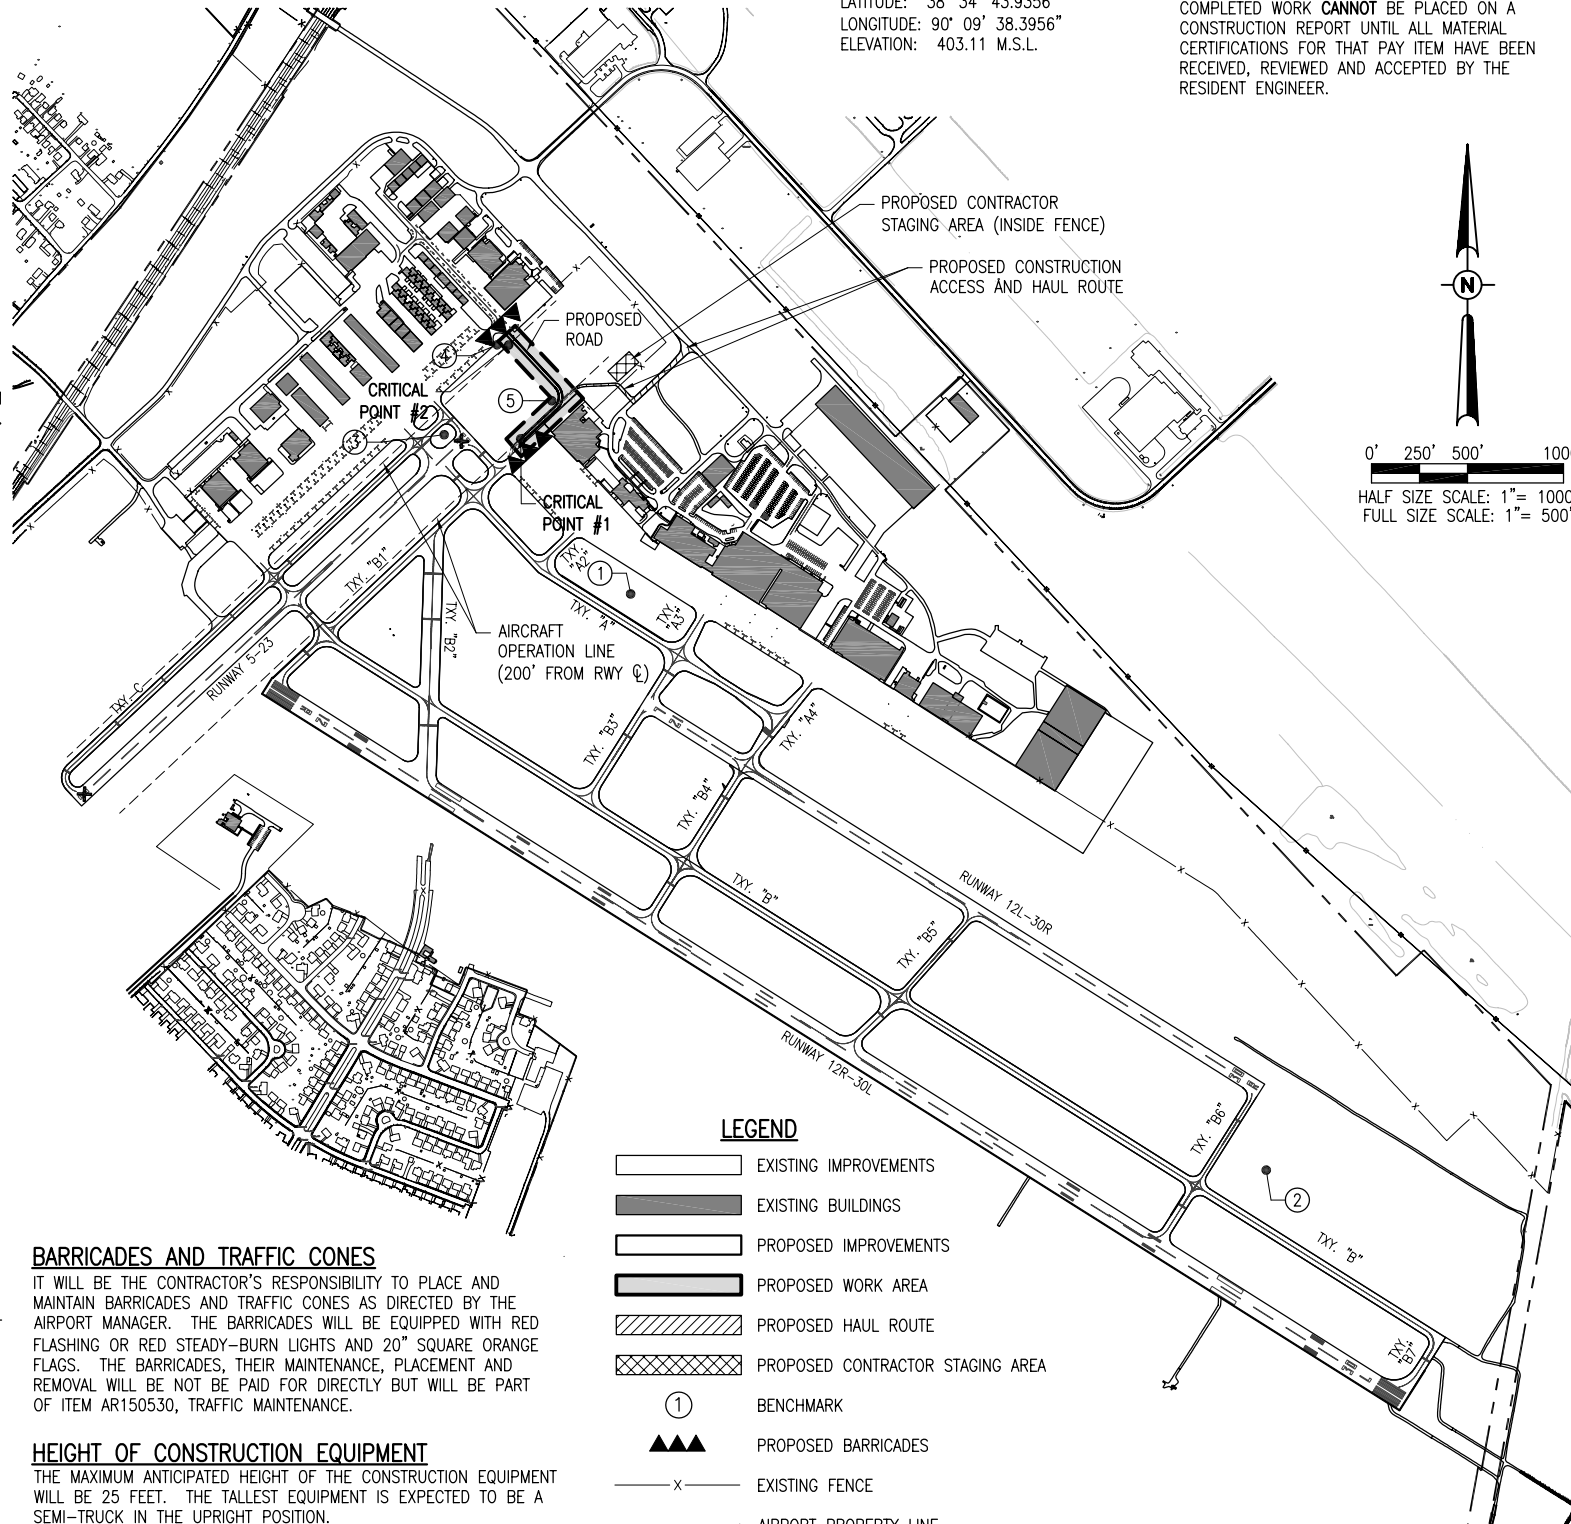 LATITUDE: 38° 34' 43.9356"
LONGITUDE: 90° 09' 38.3956"
ELEVATION: 403.11 M.S.L.
COMPLETED WORK CANNOT BE PLACED ON A
CONSTRUCTION REPORT UNTIL ALL MATERIAL
CERTIFICATIONS FOR THAT PAY ITEM HAVE BEEN
RECEIVED, REVIEWED AND ACCEPTED BY THE
RESIDENT ENGINEER.
PROPOSED CONTRACTOR
STAGING AREA (INSIDE FENCE)
PROPOSED CONSTRUCTION
ACCESS AND HAUL ROUTE
N
0' 250' 500' 100
HALF SIZE SCALE: 1"= 1000
FULL SIZE SCALE: 1"= 500'
PROPOSED
ROAD
CRITICAL
POINT #2
5
CRITICAL
POINT #1
1
TXY.
"A2"
TXY. "A"
TXY.
"A3"
TXY. "B1"
TXY. "B2"
AIRCRAFT
OPERATION LINE
(200' FROM RWY ℄)
TXY. C
RUNWAY 5-23
TXY. "B3"
TXY. "A4"
TXY. "B4"
TXY. "B"
RUNWAY 12L-30R
TXY. "B5"
RUNWAY 12R-30L
TXY. "B6"
2
TXY. "B"
TXY.
"B7"
LEGEND
EXISTING IMPROVEMENTS
EXISTING BUILDINGS
PROPOSED IMPROVEMENTS
PROPOSED WORK AREA
PROPOSED HAUL ROUTE
PROPOSED CONTRACTOR STAGING AREA
1 BENCHMARK
PROPOSED BARRICADES
x EXISTING FENCE
AIRPORT PROPERTY LINE
BARRICADES AND TRAFFIC CONES
IT WILL BE THE CONTRACTOR'S RESPONSIBILITY TO PLACE AND
MAINTAIN BARRICADES AND TRAFFIC CONES AS DIRECTED BY THE
AIRPORT MANAGER. THE BARRICADES WILL BE EQUIPPED WITH RED
FLASHING OR RED STEADY-BURN LIGHTS AND 20" SQUARE ORANGE
FLAGS. THE BARRICADES, THEIR MAINTENANCE, PLACEMENT AND
REMOVAL WILL BE NOT BE PAID FOR DIRECTLY BUT WILL BE PART
OF ITEM AR150530, TRAFFIC MAINTENANCE.
HEIGHT OF CONSTRUCTION EQUIPMENT
THE MAXIMUM ANTICIPATED HEIGHT OF THE CONSTRUCTION EQUIPMENT
WILL BE 25 FEET. THE TALLEST EQUIPMENT IS EXPECTED TO BE A
SEMI-TRUCK IN THE UPRIGHT POSITION.